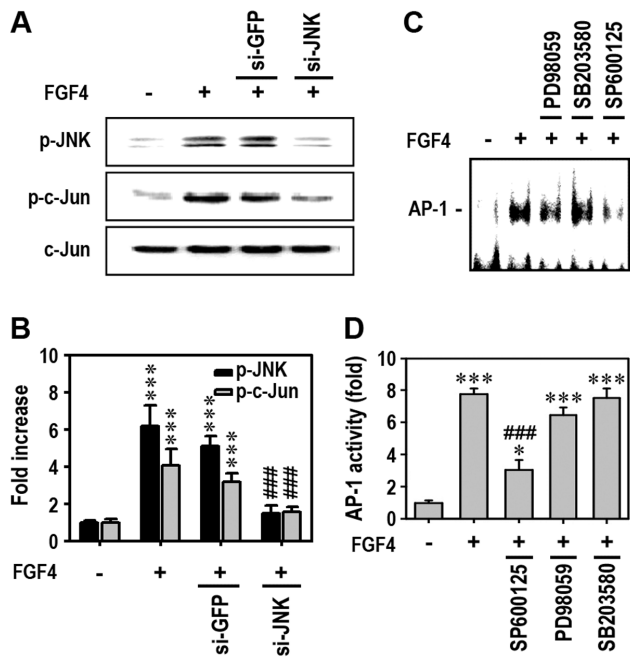 A
si-GFP
si-JNK
FGF4 - + + +
p-JNK
p-c-Jun
c-Jun
B
Fold increase
10
8
6
4
2
0
p-JNK
p-c-Jun
***
***
***
***
###
###
FGF4 - + + +
si-GFP
si-JNK
C
PD98059
SB203580
SP600125
FGF4 - + + + +
AP-1 -
D
AP-1 activity (fold)
10
8
6
4
2
0
***
###
*
***
***
FGF4 - + + + +
SP600125
PD98059
SB203580